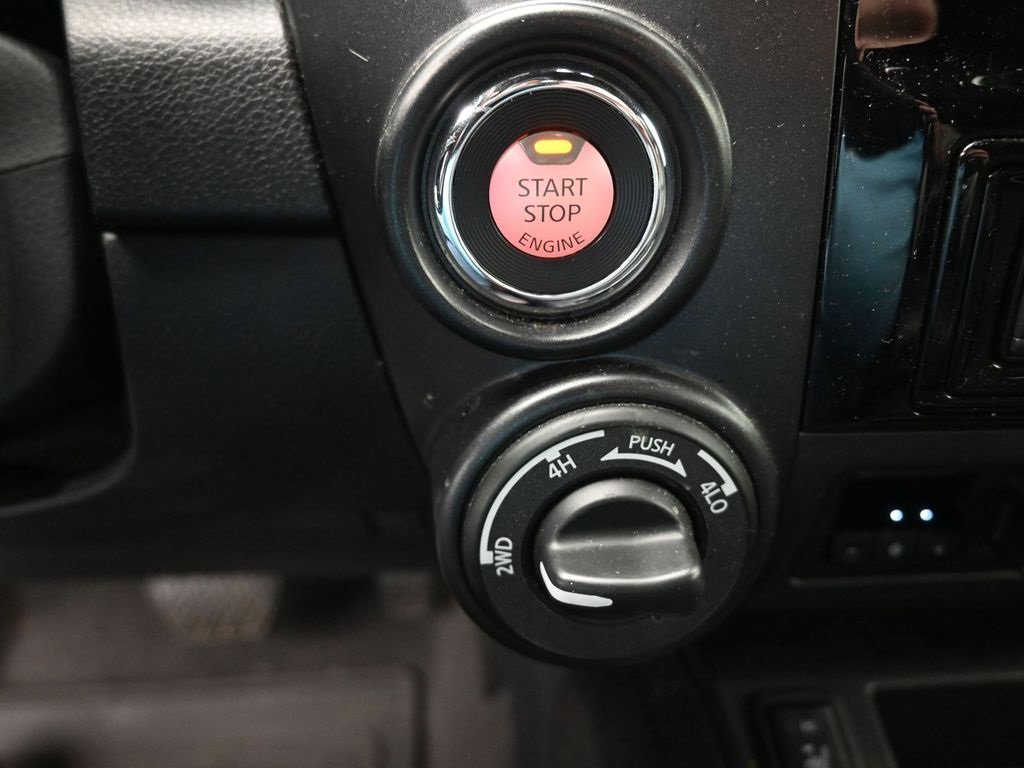 START
STOP
ENGINE
PUSH
4H
4LO
2WD